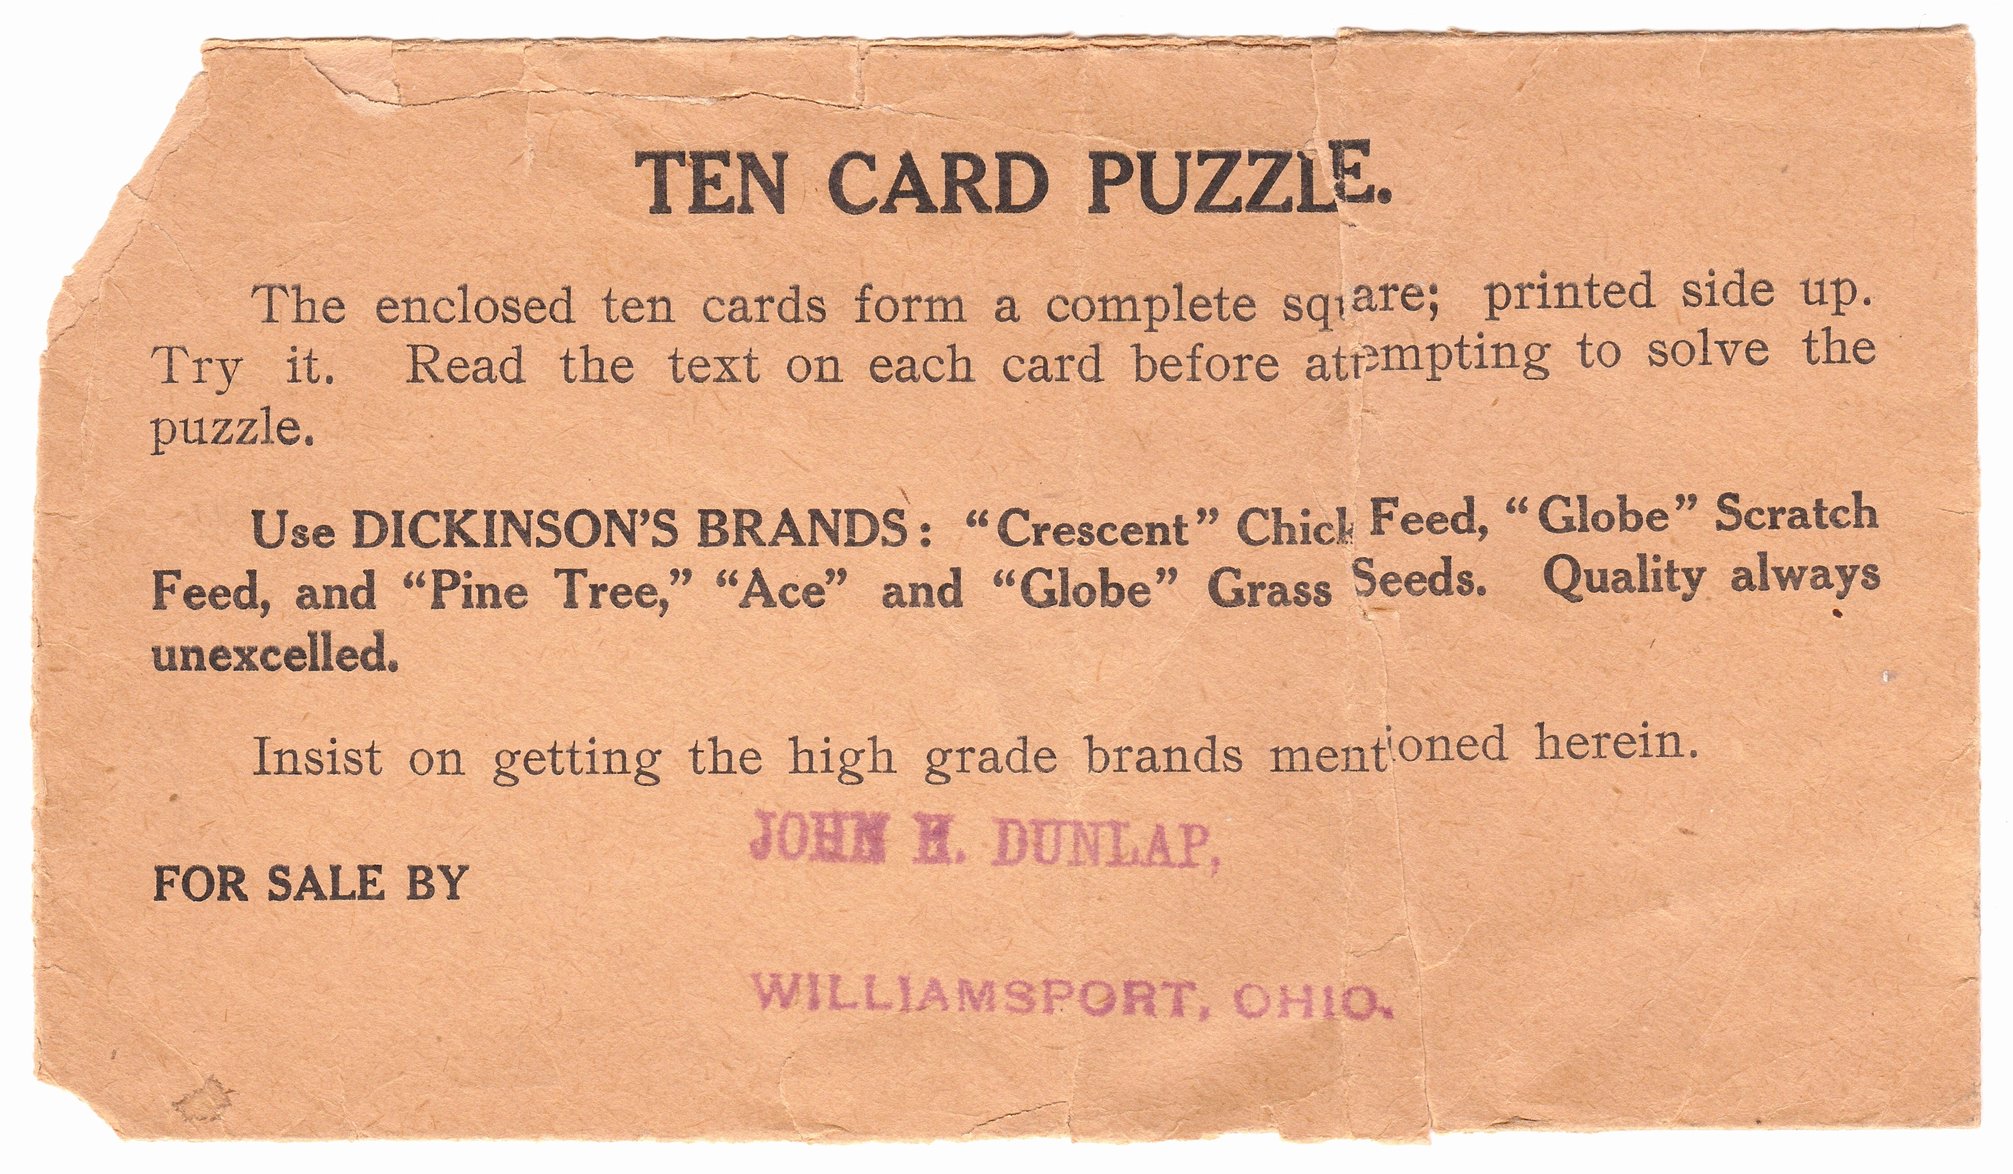 TEN CARD PUZZLE.
The enclosed ten cards form a complete square; printed side up.
Try it. Read the text on each card before attempting to solve the
puzzle.
Use DICKINSON'S BRANDS: “Crescent” Chick Feed, “Globe” Scratch
Feed, and “Pine Tree,” “Ace” and “Globe” Grass Seeds. Quality always
unexcelled.
Insist on getting the high grade brands mentioned herein.
JOHN H. DUNLAP,
FOR SALE BY
WILLIAMSPORT, OHIO.